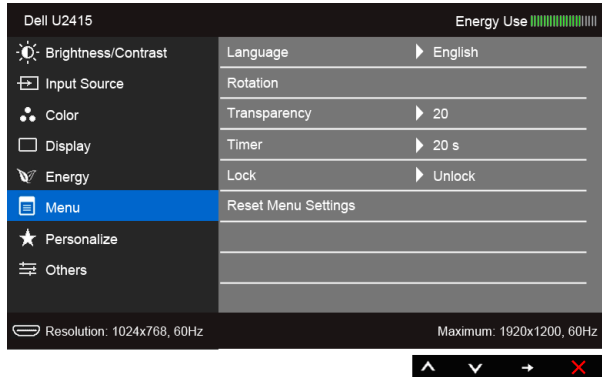 Dell U2415
Energy Use
Brightness/Contrast
Input Source
Color
Display
Energy
Menu
Personalize
Others
Language English
Rotation
Transparency 20
Timer 20 s
Lock Unlock
Reset Menu Settings
Resolution: 1024x768, 60Hz
Maximum: 1920x1200, 60Hz